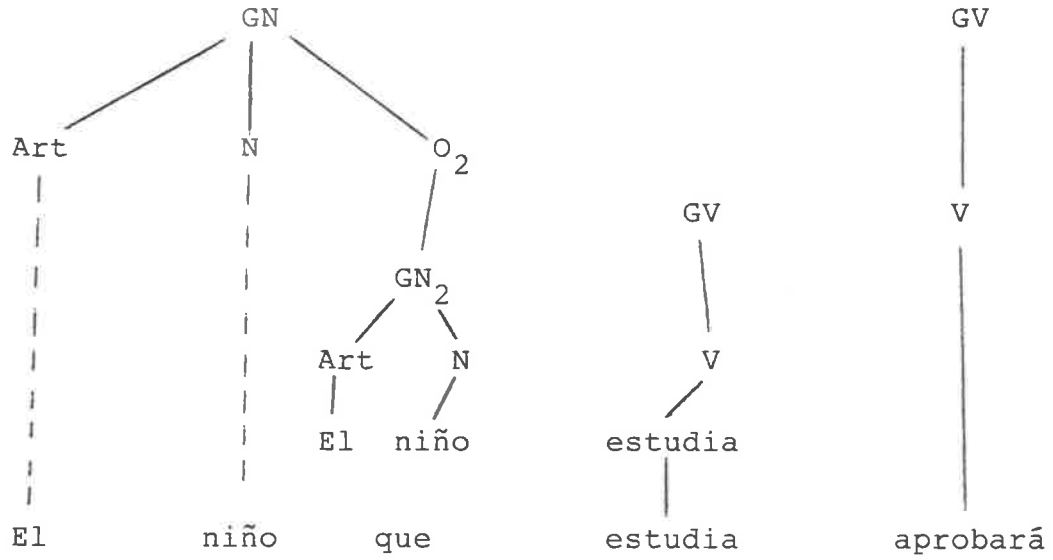 GN GV
Art N O2
GV V
GN2
Art N V
El niño estudia
El niño que estudia aprobará